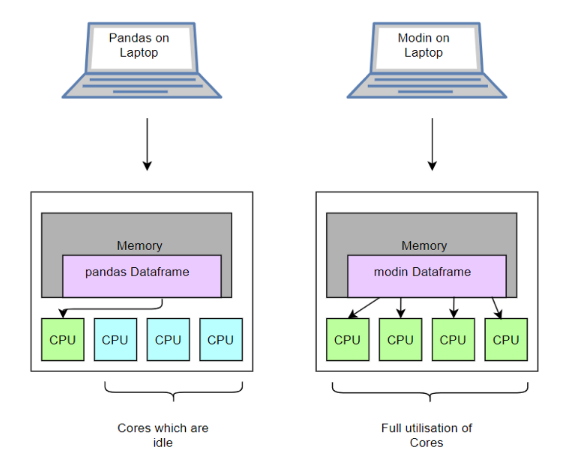 Pandas on
Laptop
Modin on
Laptop
Memory
pandas Dataframe
CPU
CPU
CPU
CPU
Memory
modin Dataframe
CPU
CPU
CPU
CPU
Cores which are
idle
Full utilisation of
Cores